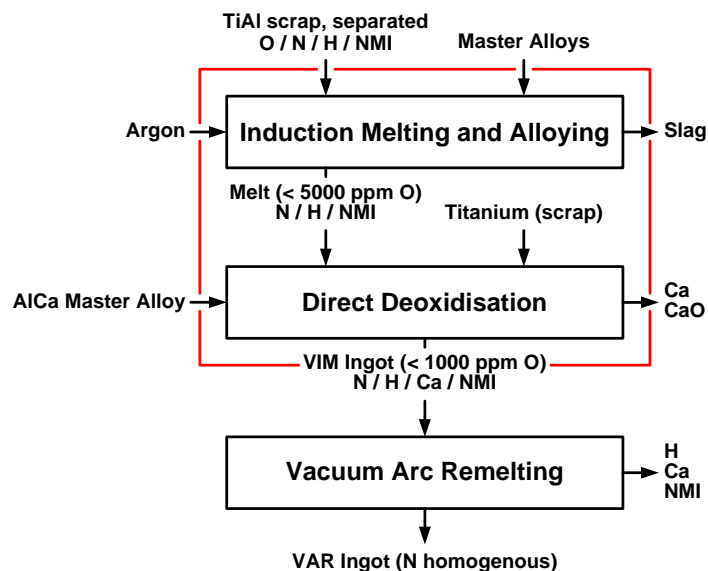 TiAl scrap, separated
O / N / H / NMI
Master Alloys
Argon
Induction Melting and Alloying
Slag
Melt (< 5000 ppm O)
N / H / NMI
Titanium (scrap)
AlCa Master Alloy
Direct Deoxidisation
Ca
CaO
VIM Ingot (< 1000 ppm O)
N / H / Ca / NMI
Vacuum Arc Remelting
H
Ca
NMI
VAR Ingot (N homogenous)